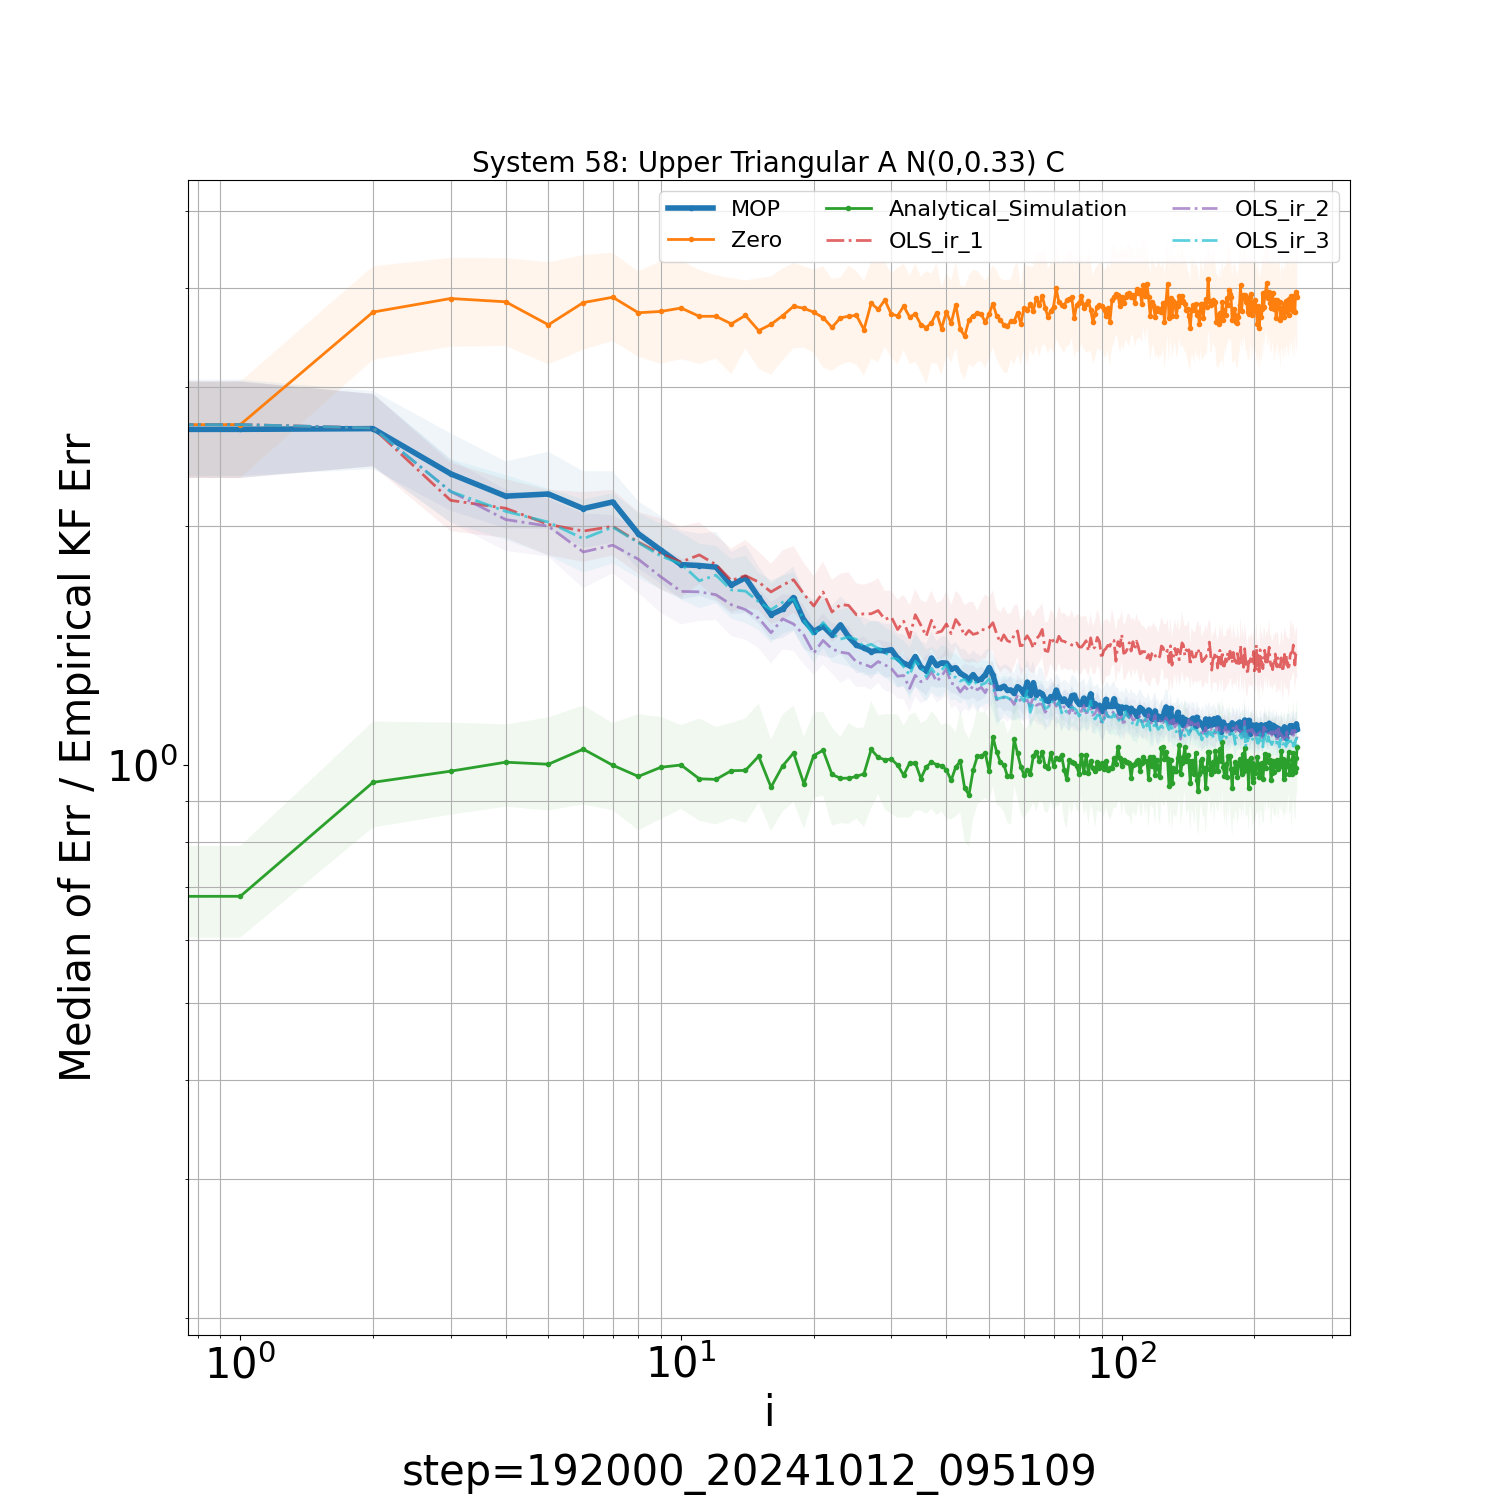 System 58: Upper Triangular A N(0,0.33) C
MOP
Zero
Analytical_Simulation
OLS_ir_1
OLS_ir_2
OLS_ir_3
Median of Err / Empirical KF Err
10⁰
10⁰
10¹
10²
i
step=192000_20241012_095109